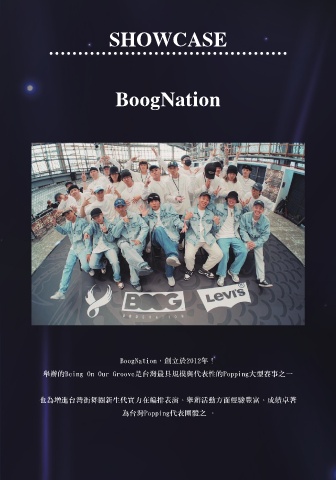 SHOWCASE
BoogNation
BOOG
NATION
Levi's
BoogNation，創立於2012年，
舉辦的Being On Our Groove是台灣最具規模與代表性的Popping大型賽事之一
也為增進台灣街舞圈新生代實力在編排表演、舉辦活動方面經驗豐富、成績卓著
為台灣Popping代表團體之一。